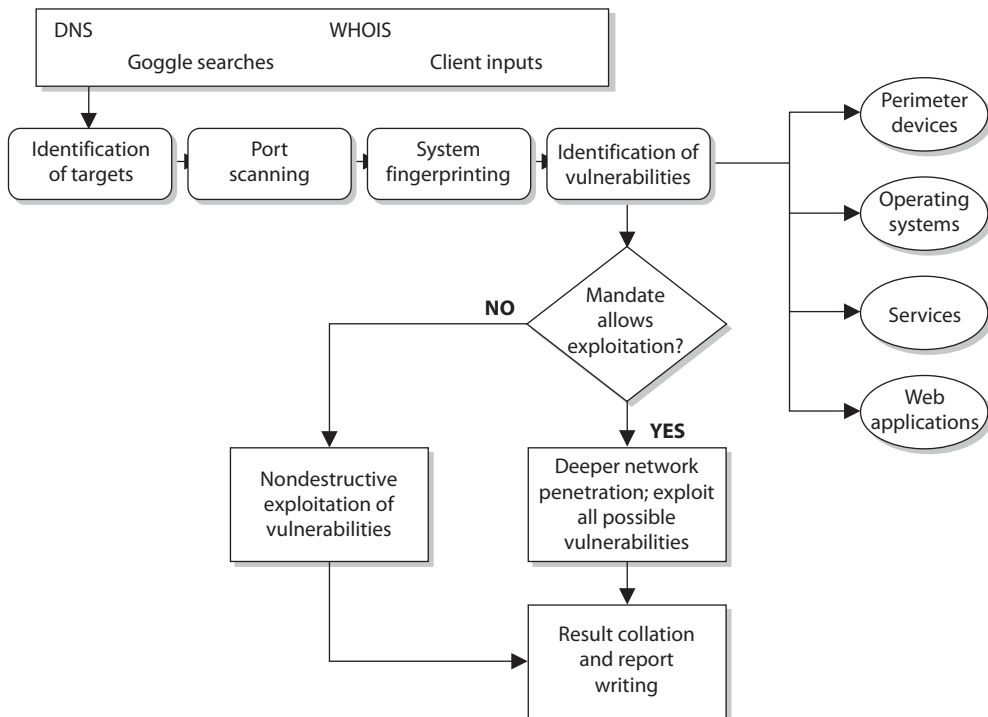 DNS
WHOIS
Goggle searches
Client inputs
Identification
of targets
Port
scanning
System
fingerprinting
Identification of
vulnerabilities
Perimeter
devices
Operating
systems
Services
Web
applications
Mandate
allows
exploitation?
NO
YES
Nondestructive
exploitation of
vulnerabilities
Deeper network
penetration; exploit
all possible
vulnerabilities
Result collation
and report
writing